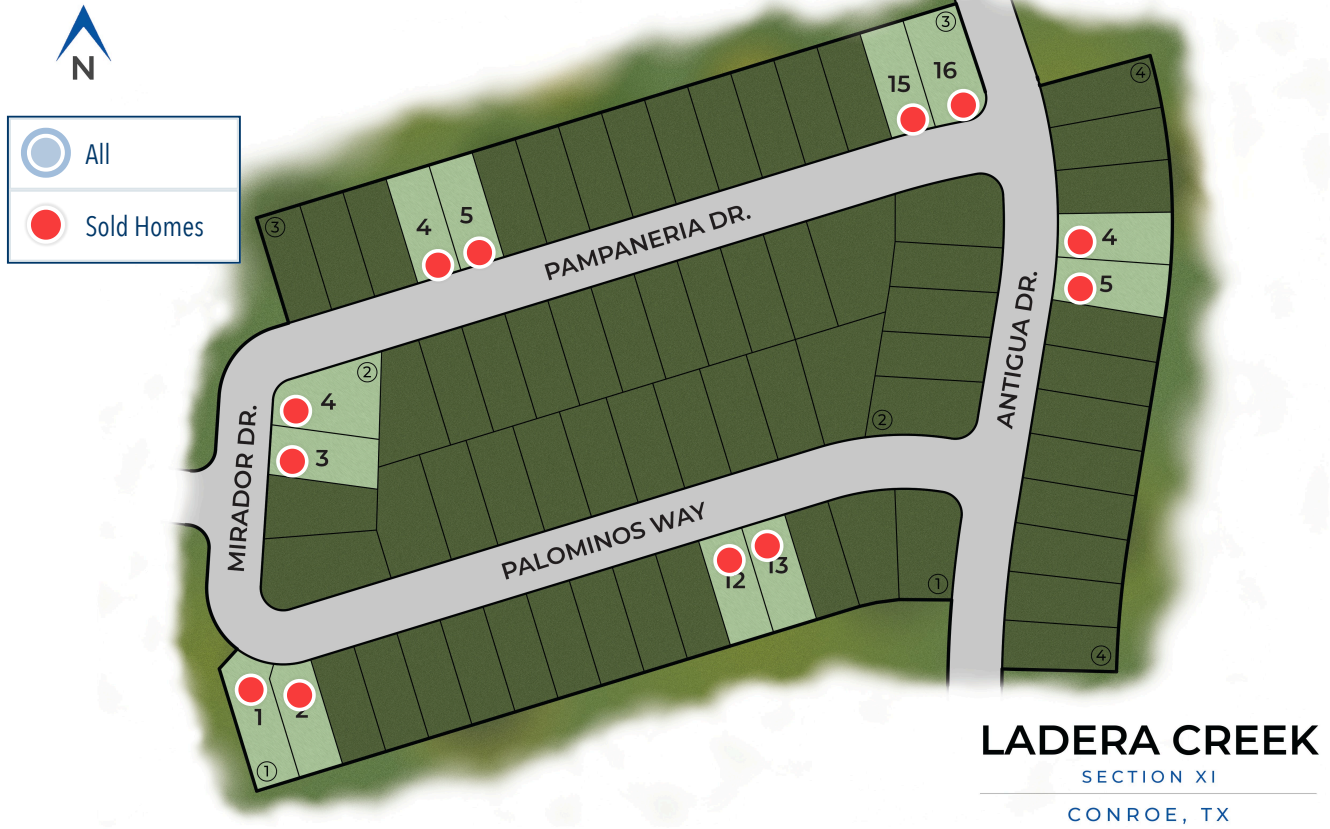 N
All
Sold Homes
③
15
16
④
③
4
5
PAMPANERIA DR.
4
5
ANTIGUA DR.
②
4
3
MIRADOR DR.
②
PALOMINOS WAY
12
13
①
④
1
2
①
LADERA CREEK
SECTION XI
CONROE, TX